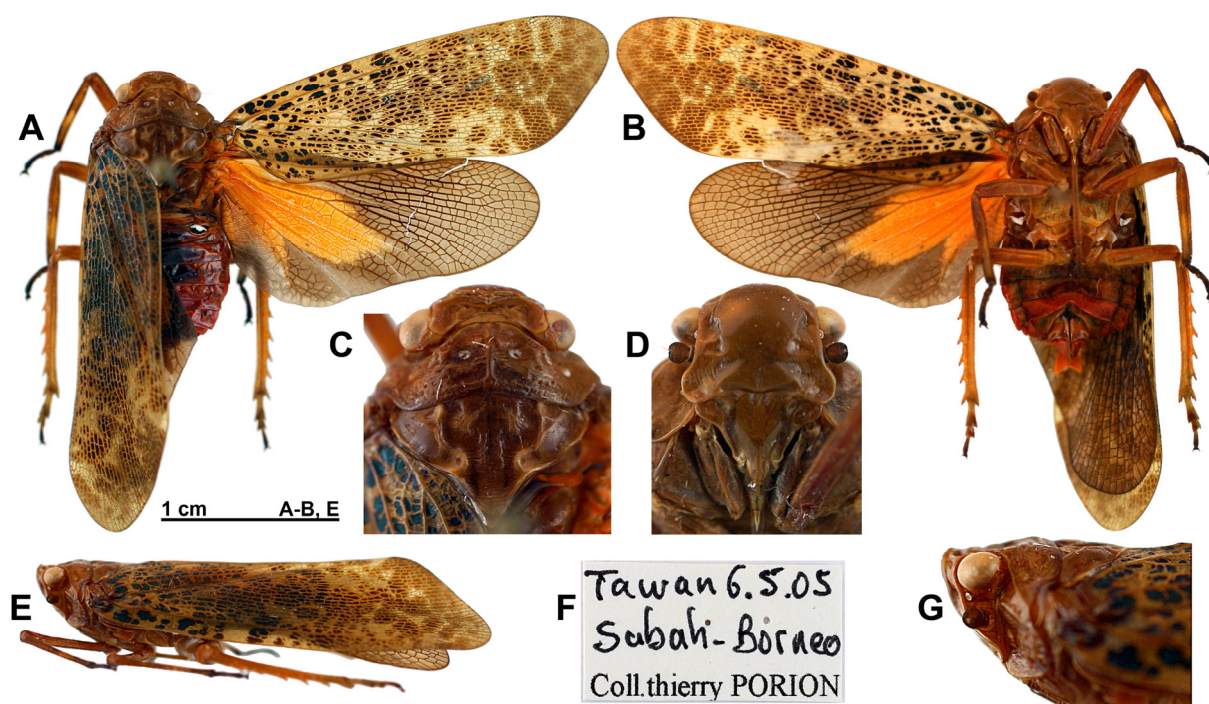 A
B
C
D
1 cm A-B, E
E
F
Tawan 6.5.05
Sabah-Borneo
Coll.thierry PORION
G